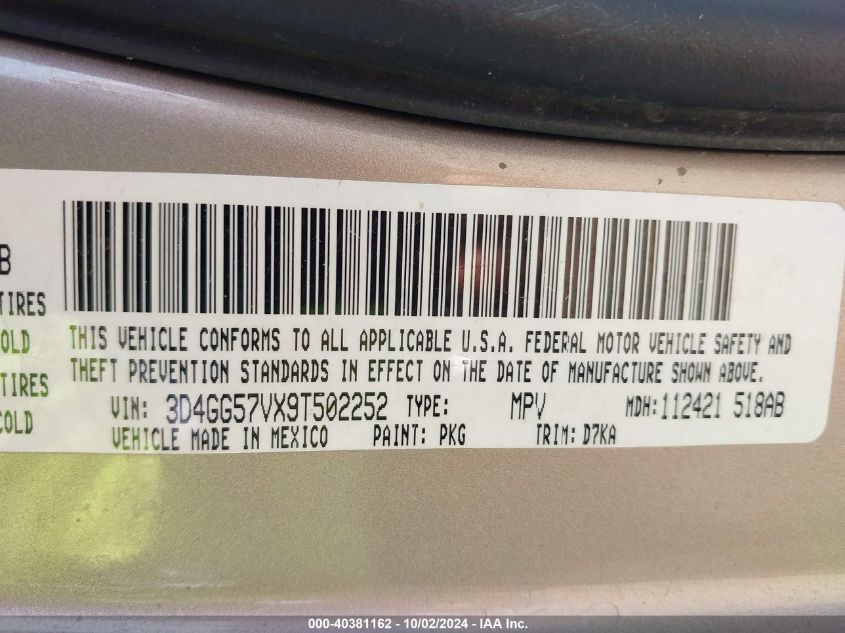 B
TIRES
OLD
TIRES
COLD
THIS VEHICLE CONFORMS TO ALL APPLICABLE U.S.A. FEDERAL MOTOR VEHICLE SAFETY AND
THEFT PREVENTION STANDARDS IN EFFECT ON THE DATE OF MANUFACTURE SHOWN ABOVE.
VIN: 3D4GG57VX9T502252 TYPE: MPV MDH:112421 518AB
VEHICLE MADE IN MEXICO PAINT: PKG TRIM: D7KA
000-40381162 - 10/02/2024 - IAA Inc.